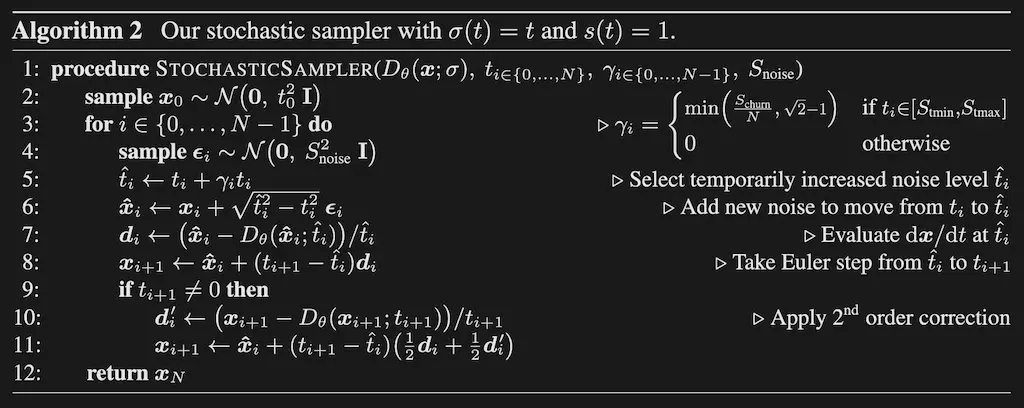 Algorithm 2 Our stochastic sampler with σ(t) = t and s(t) = 1.
1: procedure STOCHASTICSAMPLER(D_θ(x; σ), t_{i∈{0,…,N}}, γ_{i∈{0,…,N−1}}, S_noise)
2: sample x_0 ∼ N(0, t_0^2 I)
3: for i ∈ {0, …, N − 1} do ▷ γ_i = { min(S_churn/N, √2−1) if t_i∈[S_tmin,S_tmax]
0 otherwise
4: sample ϵ_i ∼ N(0, S_noise^2 I)
5: t̂_i ← t_i + γ_i t_i ▷ Select temporarily increased noise level t̂_i
6: x̂_i ← x_i + √(t̂_i^2 − t_i^2) ϵ_i ▷ Add new noise to move from t_i to t̂_i
7: d_i ← (x̂_i − D_θ(x̂_i; t̂_i))/t̂_i ▷ Evaluate dx/dt at t̂_i
8: x_{i+1} ← x̂_i + (t_{i+1} − t̂_i)d_i ▷ Take Euler step from t̂_i to t_{i+1}
9: if t_{i+1} ≠ 0 then
10: d′_i ← (x_{i+1} − D_θ(x_{i+1}; t_{i+1}))/t_{i+1} ▷ Apply 2nd order correction
11: x_{i+1} ← x̂_i + (t_{i+1} − t̂_i)(½d_i + ½d′_i)
12: return x_N